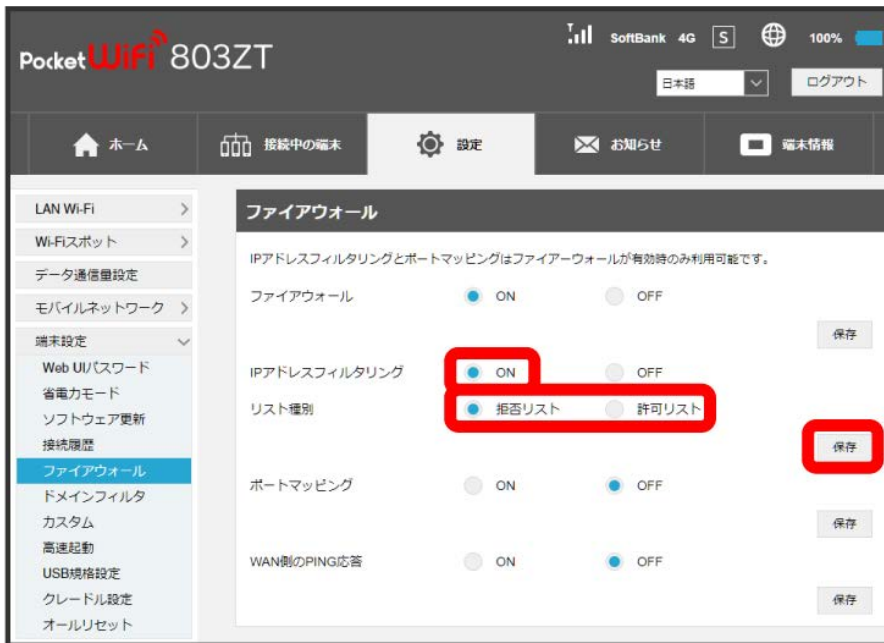 Pocket WiFi 803ZT
SoftBank 4G S 100%
日本語 ログアウト
ホーム 接続中の端末 設定 お知らせ 端末情報
LAN Wi-Fi
Wi-Fiスポット
データ通信量設定
モバイルネットワーク
端末設定
Web UIパスワード
省電力モード
ソフトウェア更新
接続履歴
ファイアウォール
ドメインフィルタ
カスタム
高速起動
USB規格設定
クレードル設定
オールリセット
ファイアウォール
IPアドレスフィルタリングとポートマッピングはファイアーウォールが有効時のみ利用可能です。
ファイアウォール ON OFF
保存
IPアドレスフィルタリング ON OFF
リスト種別 拒否リスト 許可リスト
保存
ポートマッピング ON OFF
保存
WAN側のPING応答 ON OFF
保存